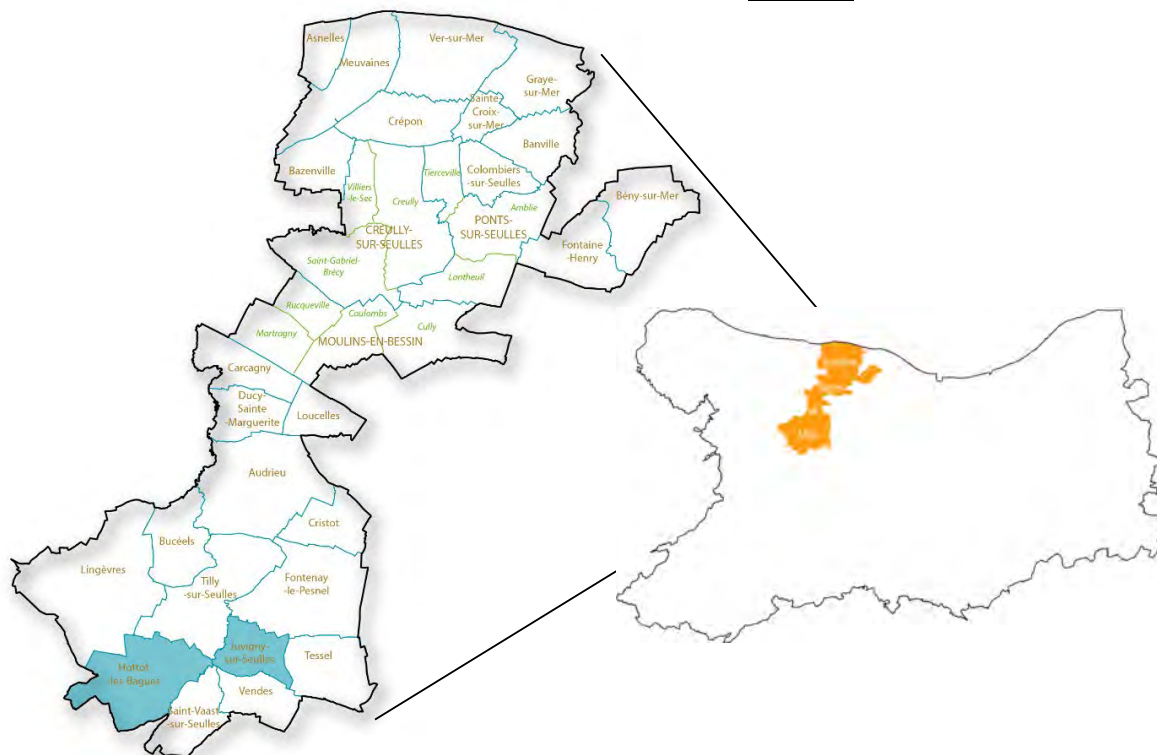 Asnelles
Meuvaines
Ver-sur-Mer
Graye-
sur-Mer
Sainte-
Croix-
sur-Mer
Crépon
Banville
Bazenville
Villiers
-le-Sec
Creully
Tierceville
Colombiers
-sur-Seulles
Bény-sur-Mer
Amblie
PONTS-
SUR-SEULLES
CREULLY-
SUR-SEULLES
Fontaine
-Henry
Saint-Gabriel-
Brécy
Lantheuil
Rucqueville
Coulombs
Cully
Martragny
MOULINS-EN-BESSIN
Carcagny
Ducy-
Sainte
-Marguerite
Loucelles
Audrieu
Cristot
Bucéels
Lingèvres
Tilly
-sur-Seulles
Fontenay
-le-Pesnel
Juvigny-
sur-Seulles
Tessel
Hottot
-les-Bagues
Vendes
Saint-Vaast
-sur-Seulles